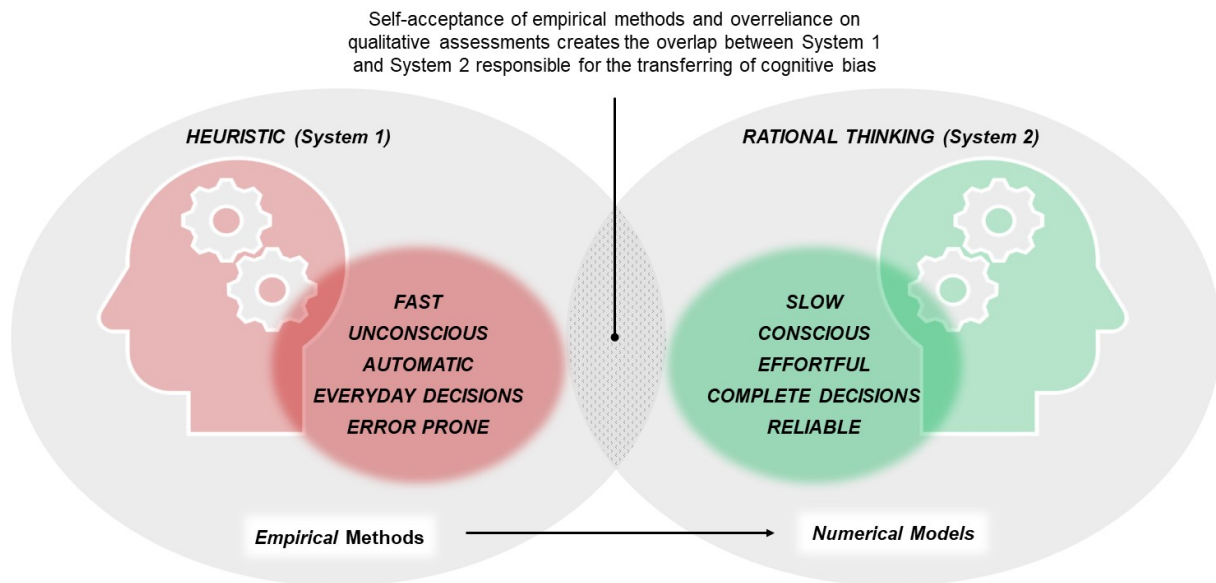 Self-acceptance of empirical methods and overreliance on
qualitative assessments creates the overlap between System 1
and System 2 responsible for the transferring of cognitive bias
HEURISTIC (System 1)
RATIONAL THINKING (System 2)
FAST
UNCONSCIOUS
AUTOMATIC
EVERYDAY DECISIONS
ERROR PRONE
SLOW
CONSCIOUS
EFFORTFUL
COMPLETE DECISIONS
RELIABLE
Empirical Methods
Numerical Models